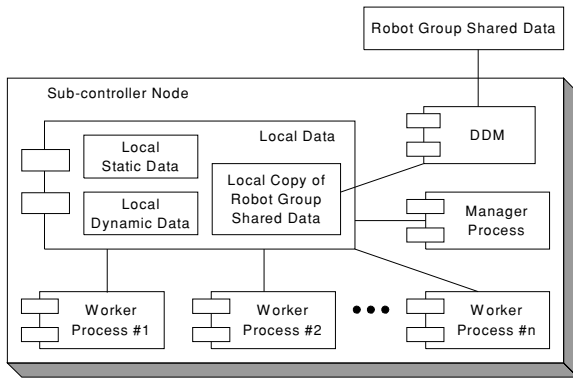 Robot Group Shared Data
Sub-controller Node
Local Data
DDM
Local
Static Data
Local Copy of
Robot Group
Shared Data
Local
Dynamic Data
Manager
Process
Worker
Process #1
Worker
Process #2
Worker
Process #n